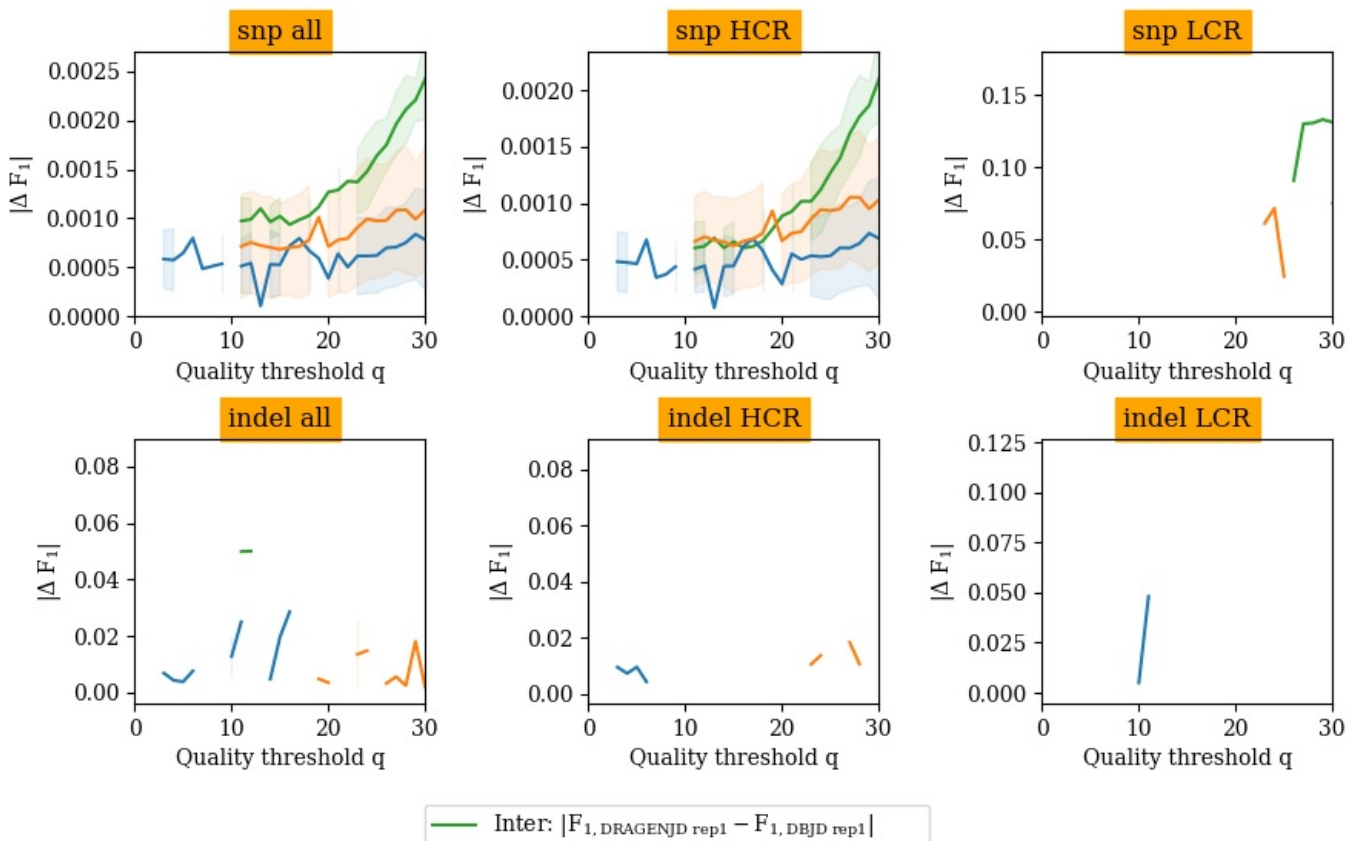 snp all
snp HCR
snp LCR
|Δ F1|
0.0025
0.0020
0.0015
0.0010
0.0005
0.0000
0 10 20 30
Quality threshold q
|Δ F1|
0.0020
0.0015
0.0010
0.0005
0.0000
0 10 20 30
Quality threshold q
|Δ F1|
0.15
0.10
0.05
0.00
0 10 20 30
Quality threshold q
indel all
indel HCR
indel LCR
|Δ F1|
0.08
0.06
0.04
0.02
0.00
0 10 20 30
Quality threshold q
|Δ F1|
0.08
0.06
0.04
0.02
0.00
0 10 20 30
Quality threshold q
|Δ F1|
0.125
0.100
0.075
0.050
0.025
0.000
0 10 20 30
Quality threshold q
Inter: |F1, DRAGENJD rep1 − F1, DBJD rep1|